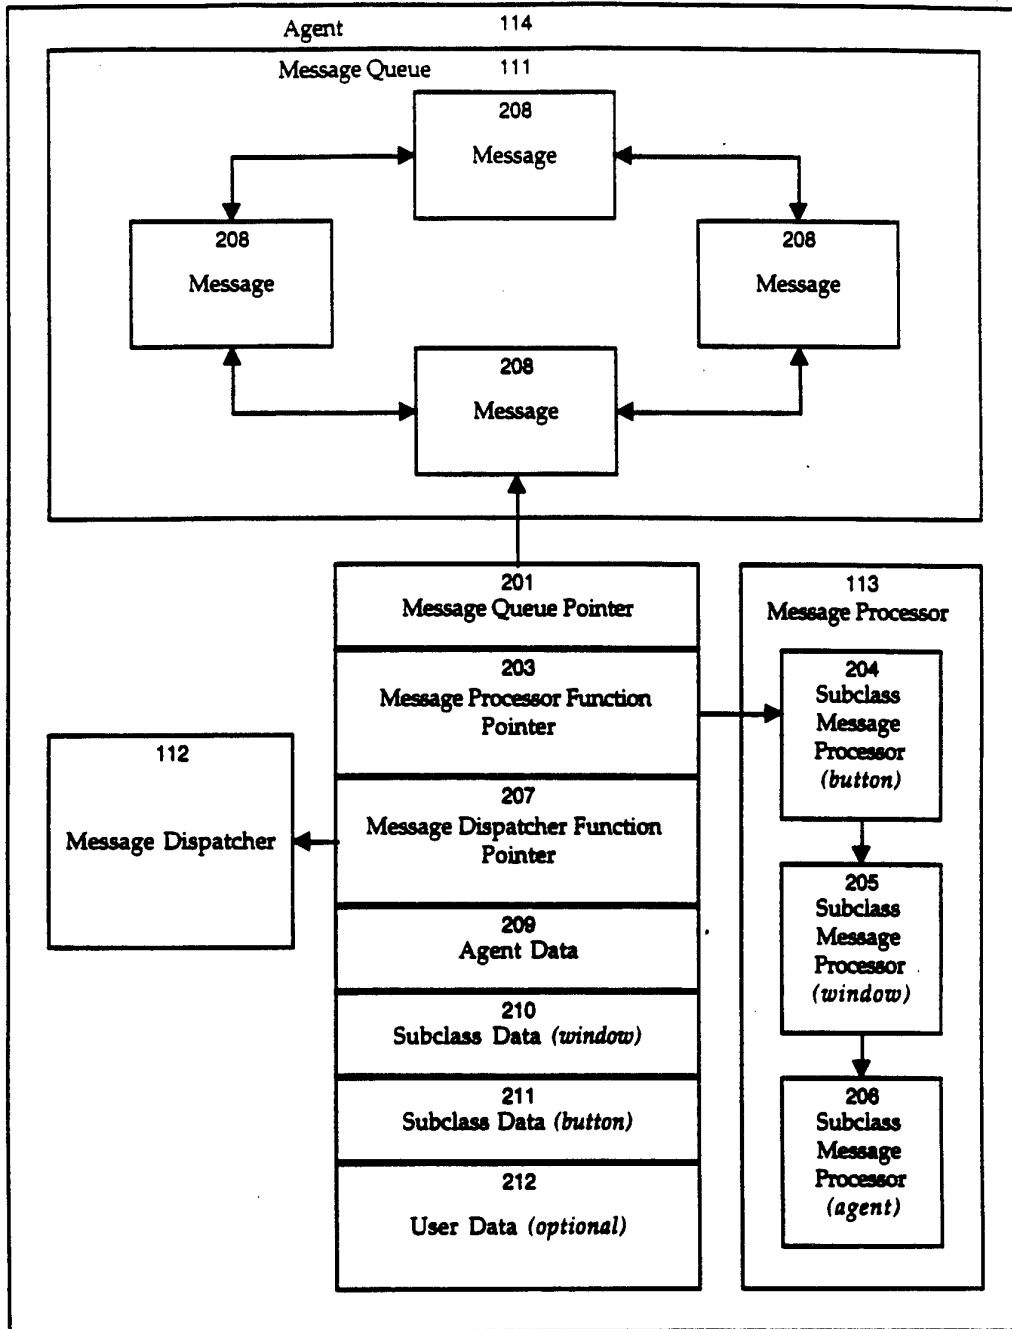 Agent 114
Message Queue 111
208
Message
208
Message
208
Message
208
Message
201
Message Queue Pointer
203
Message Processor Function
Pointer
207
Message Dispatcher Function
Pointer
209
Agent Data
210
Subclass Data (window)
211
Subclass Data (button)
212
User Data (optional)
112
Message Dispatcher
113
Message Processor
204
Subclass
Message
Processor
(button)
205
Subclass
Message
Processor
(window)
206
Subclass
Message
Processor
(agent)